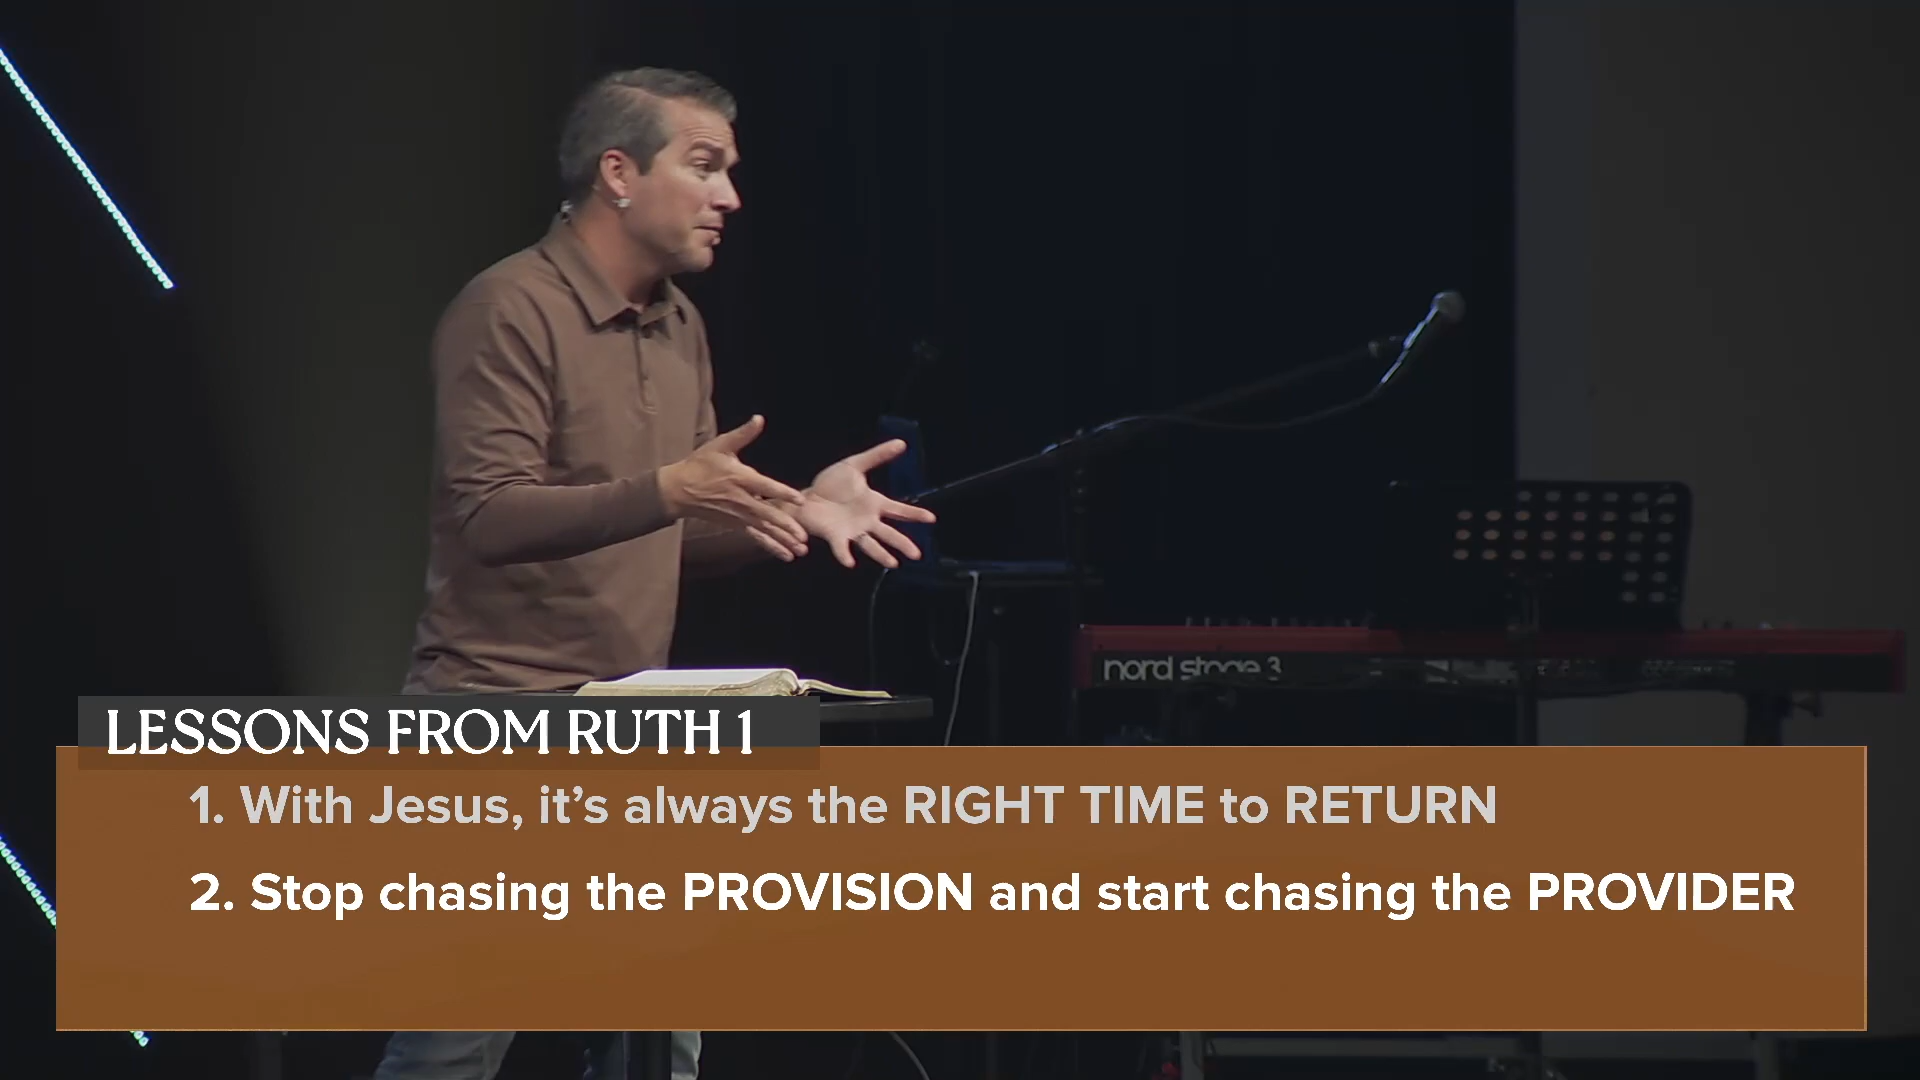 nord stage 3
LESSONS FROM RUTH 1
1. With Jesus, it’s always the RIGHT TIME to RETURN
2. Stop chasing the PROVISION and start chasing the PROVIDER